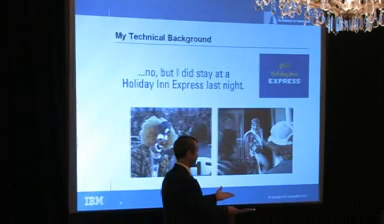 My Technical Background
...no, but I did stay at a
Holiday Inn Express last night.
Holiday Inn
EXPRESS
IBM